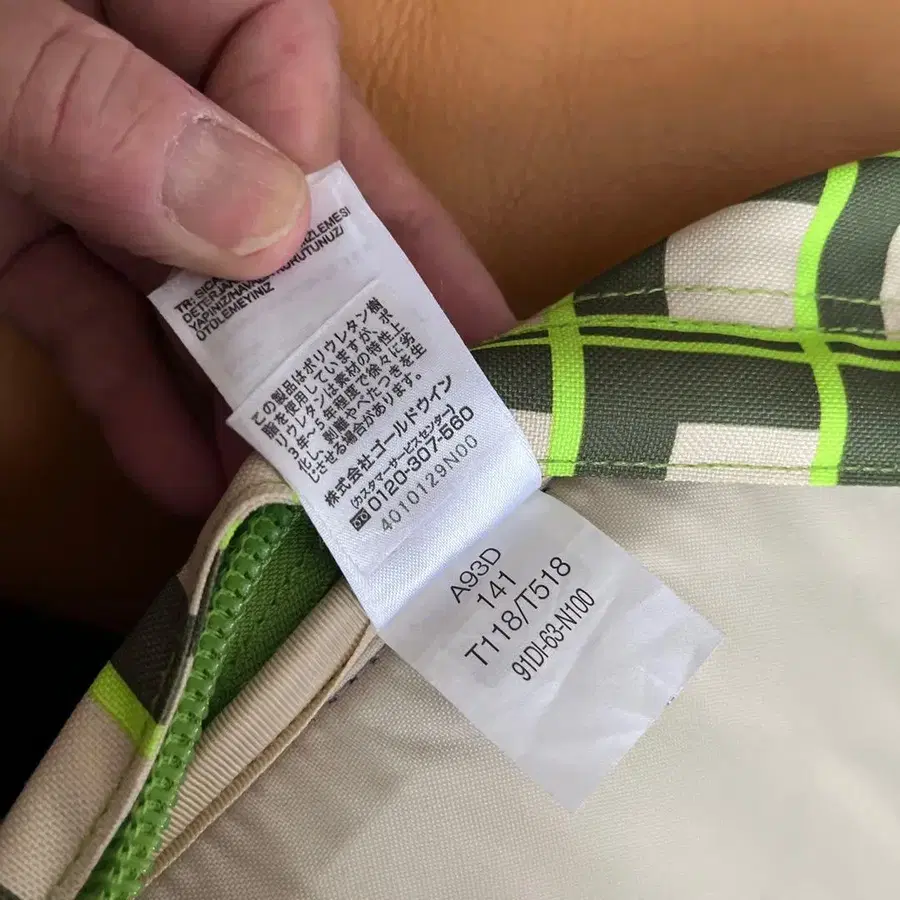 TR: SICA
İZLEMESİ
DETERJAN
YAPINIZ/HAVALA KURUTUNUZ/
ÜTÜLEMEYİNİZ
この製品はポリウレタン樹
脂を使用していますが、ポ
リウレタンは素材の特性上
3年～5年程度で徐々に劣
化し、剥離やべたつきを生
じさせる場合があります。
株式会社ゴールドウイン
(カスタマーサービスセンター)
0120-307-560
4010129N00
A93D
141
T118/T518
91DI-63-N100